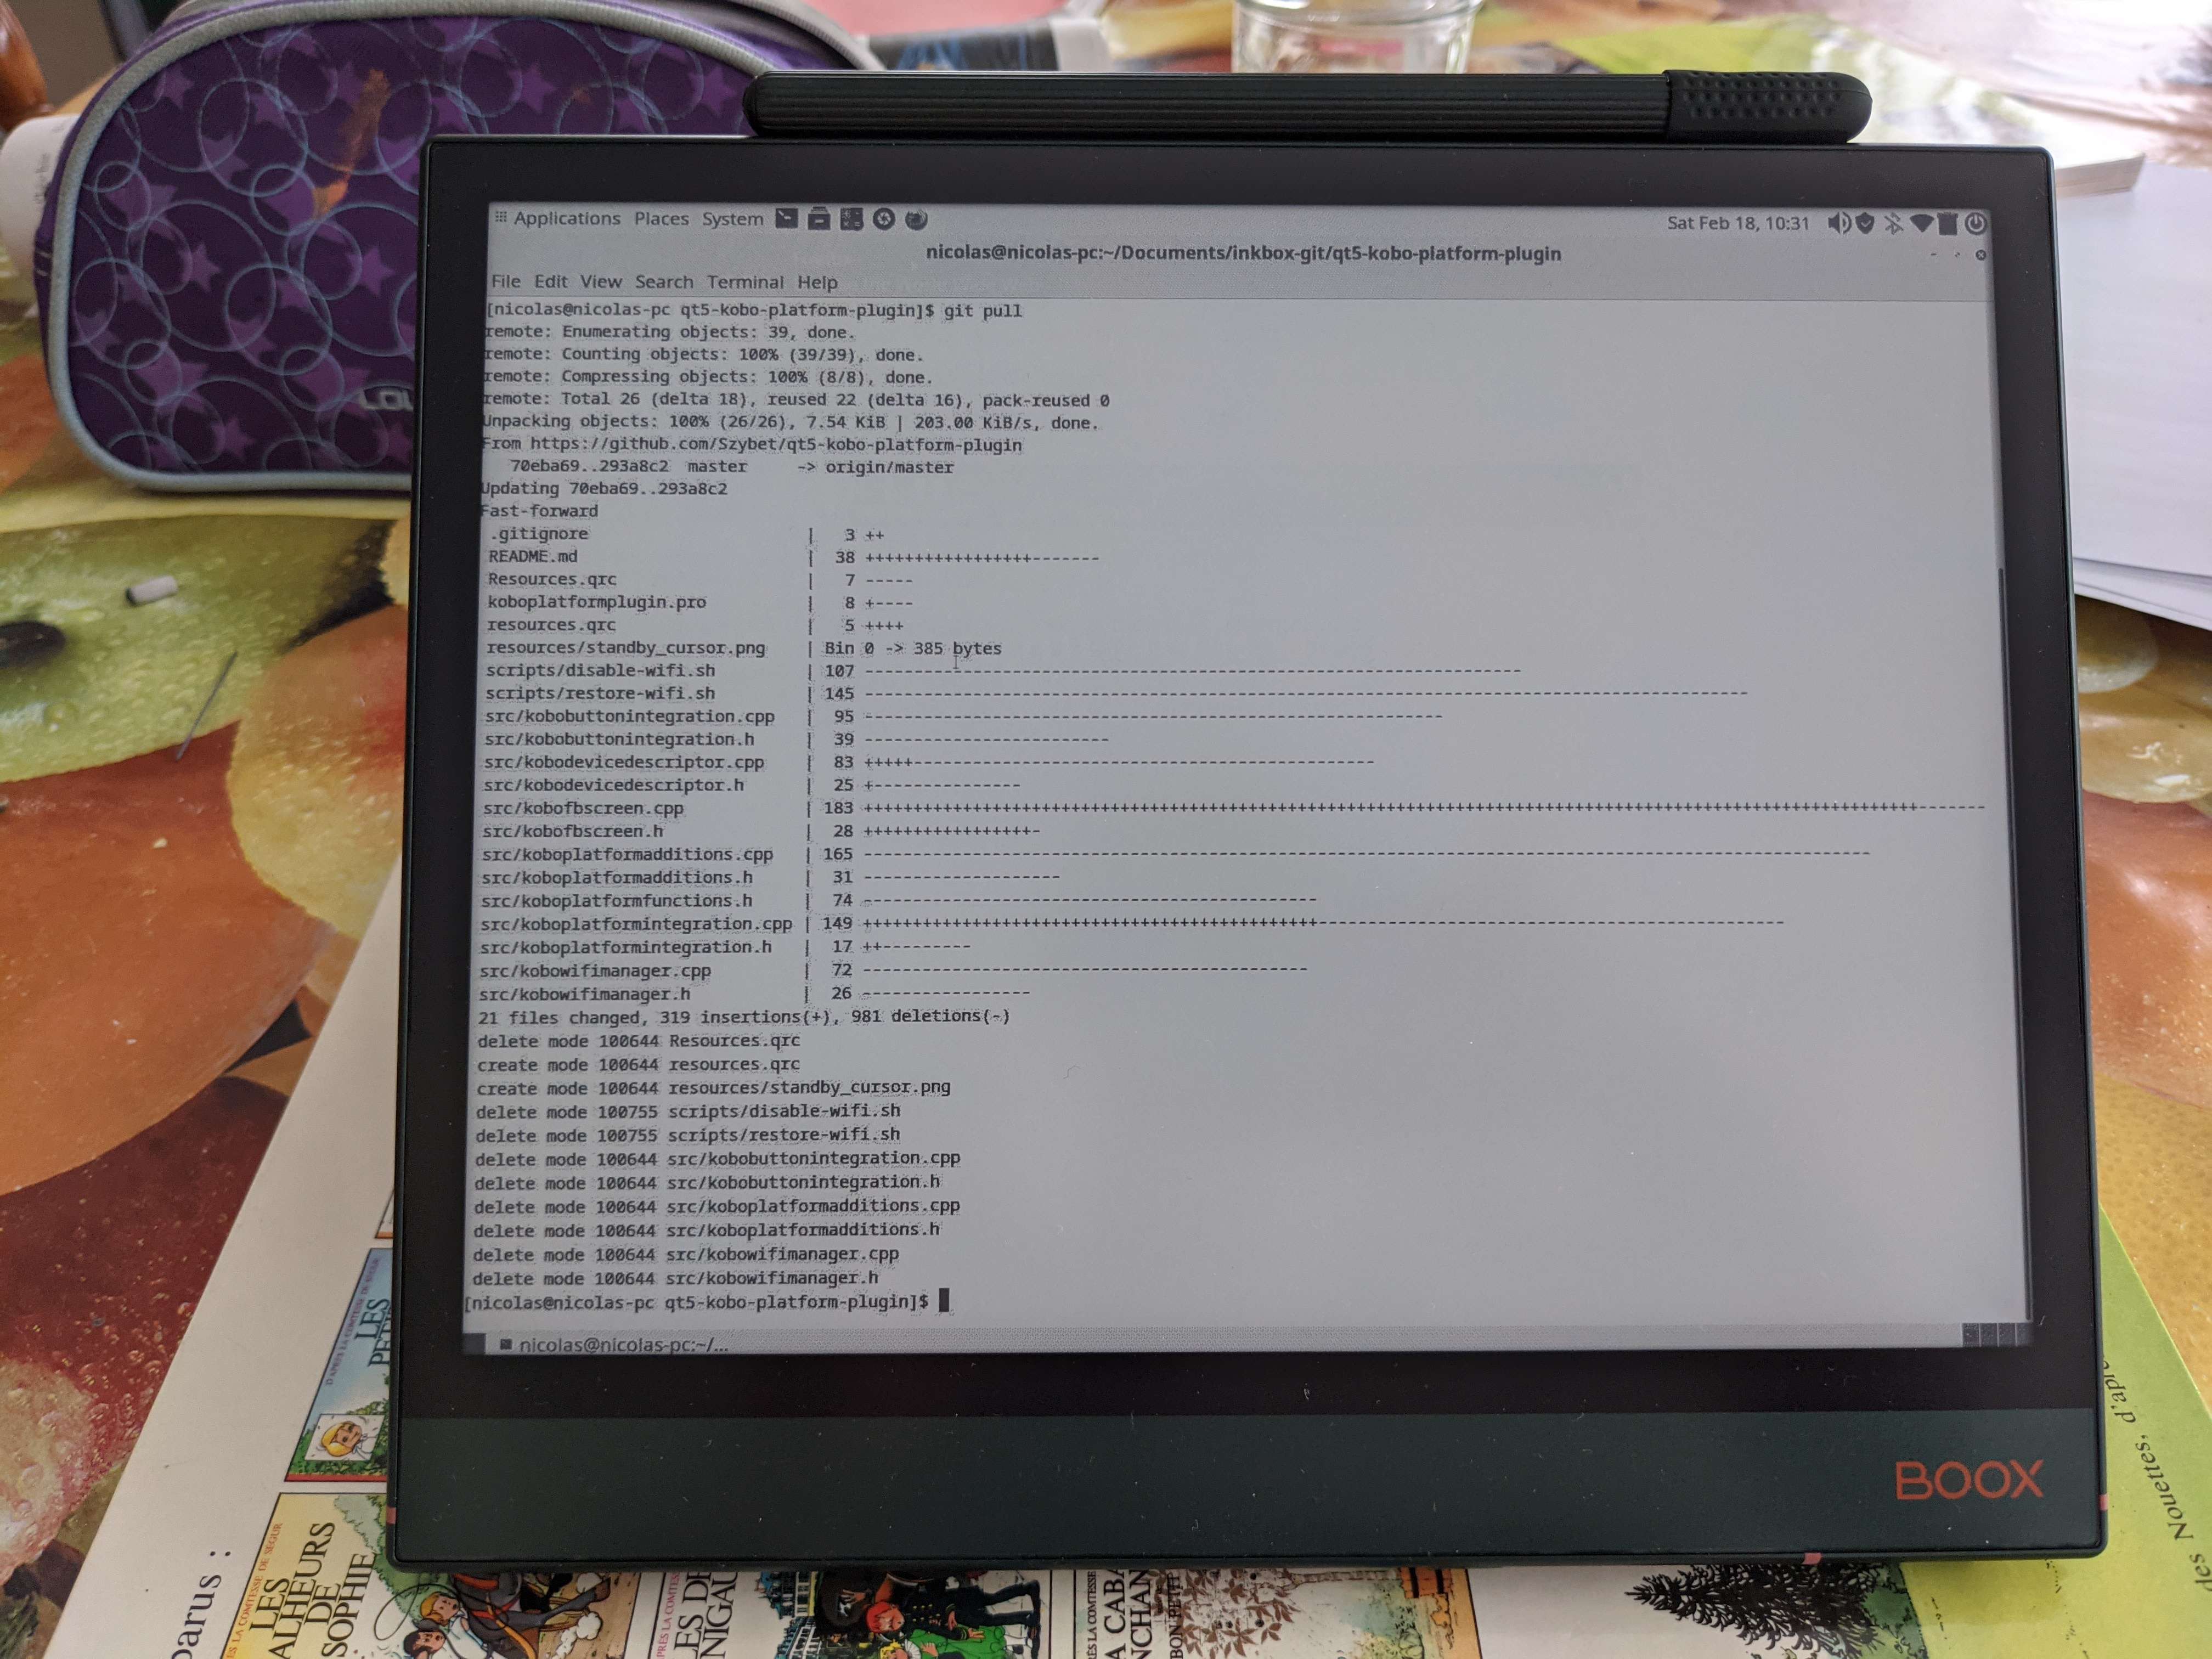 Applications Places System
Sat Feb 18, 10:31
nicolas@nicolas-pc:~/Documents/inkbox-git/qt5-kobo-platform-plugin
File Edit View Search Terminal Help
[nicolas@nicolas-pc qt5-kobo-platform-plugin]$ git pull
remote: Enumerating objects: 39, done.
remote: Counting objects: 100% (39/39), done.
remote: Compressing objects: 100% (8/8), done.
remote: Total 26 (delta 18), reused 22 (delta 16), pack-reused 0
Unpacking objects: 100% (26/26), 7.54 KiB | 203.00 KiB/s, done.
From https://github.com/Szybet/qt5-kobo-platform-plugin
70eba69..293a8c2 master -> origin/master
Updating 70eba69..293a8c2
Fast-forward
.gitignore | 3 ++
README.md | 38 +++++++++++++++++-------
Resources.qrc | 7 -----
koboplatformplugin.pro | 8 +----
resources.qrc | 5 ++++
resources/standby_cursor.png | Bin 0 -> 385 bytes
scripts/disable-wifi.sh | 107 -------------------------------------------------------------------
scripts/restore-wifi.sh | 145 ------------------------------------------------------------------------------------------
src/kobobuttonintegration.cpp | 95 -----------------------------------------------------------
src/kobobuttonintegration.h | 39 -------------------------
src/kobodevicedescriptor.cpp | 83 +++++-----------------------------------------------
src/kobodevicedescriptor.h | 25 +---------------
src/kobofbscreen.cpp | 183 ++++++++++++++++++++++++++++++++++++++++++++++++++++++++++++++++++++++++++++++++++++++++++++++++++++++++++++-------
src/kobofbscreen.h | 28 +++++++++++++++++-
src/koboplatformadditions.cpp | 165 -------------------------------------------------------------------------------------------------------
src/koboplatformadditions.h | 31 --------------------
src/koboplatformfunctions.h | 74 ----------------------------------------------
src/koboplatformintegration.cpp | 149 +++++++++++++++++++++++++++++++++++++++++++++++-----------------------------------------------
src/koboplatformintegration.h | 17 ++---------
src/kobowifimanager.cpp | 72 ---------------------------------------------
src/kobowifimanager.h | 26 -----------------
21 files changed, 319 insertions(+), 981 deletions(-)
delete mode 100644 Resources.qrc
create mode 100644 resources.qrc
create mode 100644 resources/standby_cursor.png
delete mode 100755 scripts/disable-wifi.sh
delete mode 100755 scripts/restore-wifi.sh
delete mode 100644 src/kobobuttonintegration.cpp
delete mode 100644 src/kobobuttonintegration.h
delete mode 100644 src/koboplatformadditions.cpp
delete mode 100644 src/koboplatformadditions.h
delete mode 100644 src/kobowifimanager.cpp
delete mode 100644 src/kobowifimanager.h
[nicolas@nicolas-pc qt5-kobo-platform-plugin]$
nicolas@nicolas-pc:~/...
BOOX
parus :
LES
DE
SOPHIE
LES
les Nouettes, d'aprè